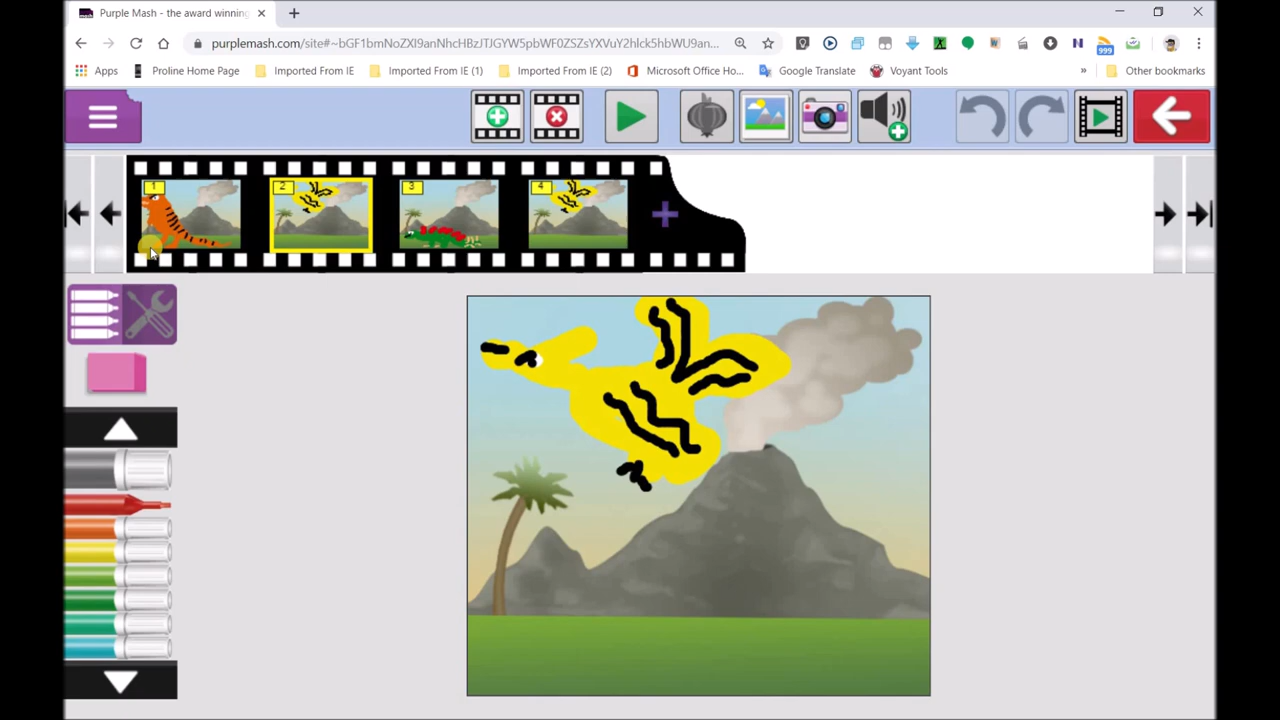 Purple Mash - the award winning
purplemash.com/site#~bGF1bmNoZXI9anNhcHBzJTJGYW5pbWF0ZSZsYXVuY2hlck5hbWU9an...
999
Apps
Proline Home Page
Imported From IE
Imported From IE (1)
Imported From IE (2)
Microsoft Office Ho...
Google Translate
Voyant Tools
»
Other bookmarks
1
2
3
4